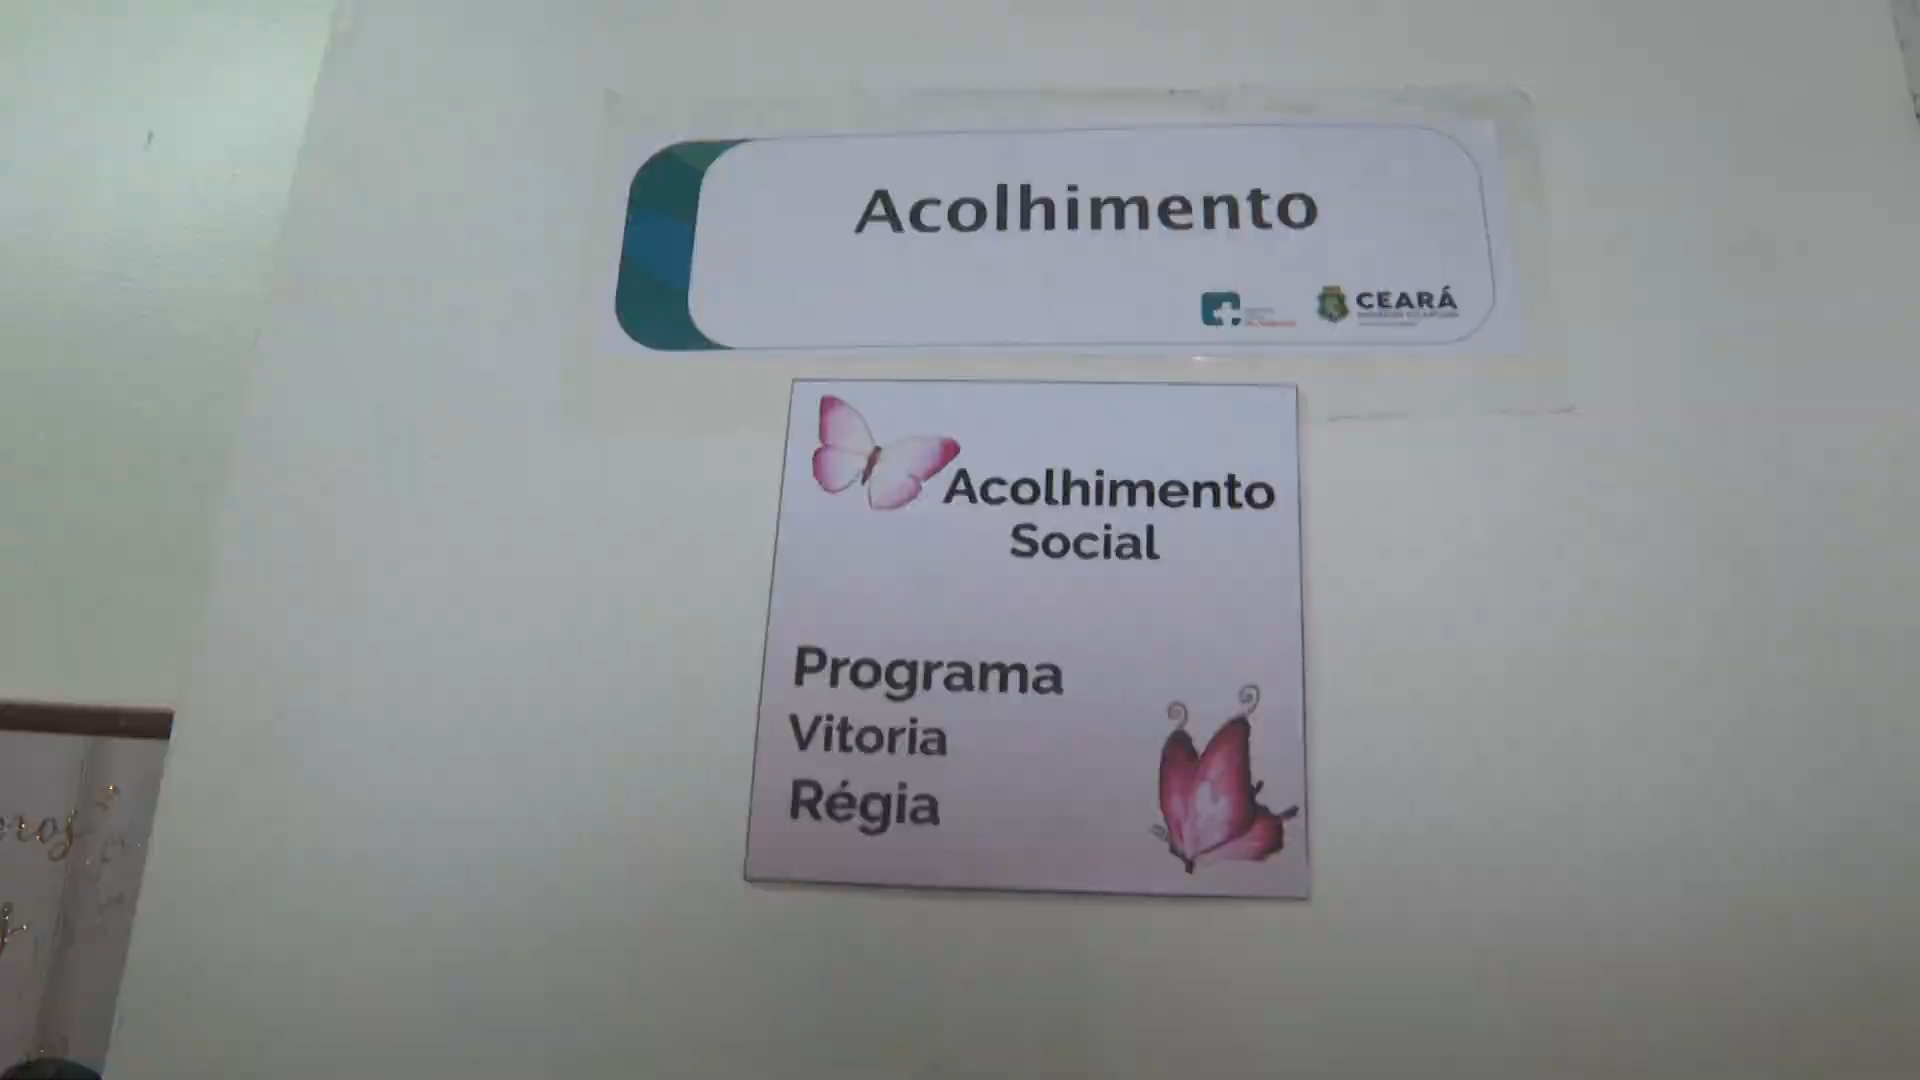 Acolhimento
CEARÁ
Acolhimento
Social
Programa
Vitoria
Régia